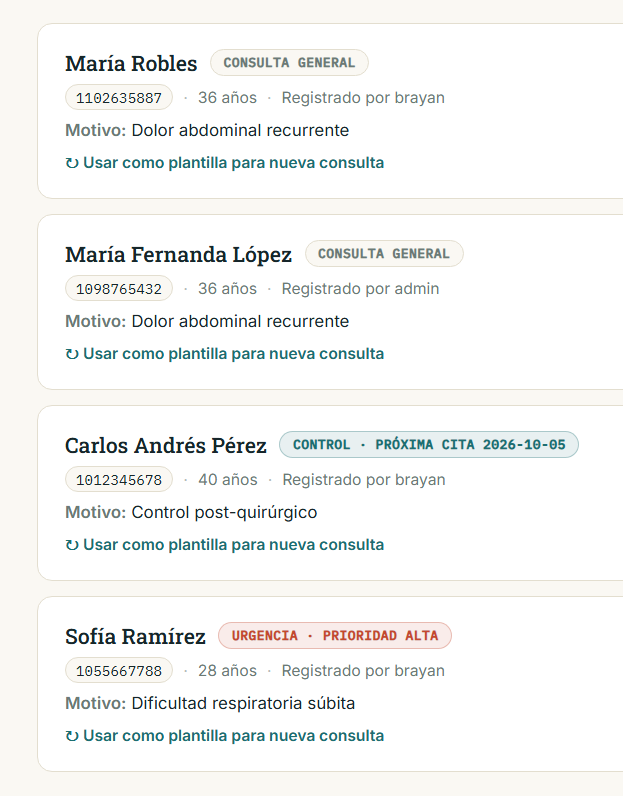 María Robles CONSULTA GENERAL
1102635887 · 36 años · Registrado por brayan
Motivo: Dolor abdominal recurrente
↻ Usar como plantilla para nueva consulta
María Fernanda López CONSULTA GENERAL
1098765432 · 36 años · Registrado por admin
Motivo: Dolor abdominal recurrente
↻ Usar como plantilla para nueva consulta
Carlos Andrés Pérez CONTROL · PRÓXIMA CITA 2026-10-05
1012345678 · 40 años · Registrado por brayan
Motivo: Control post-quirúrgico
↻ Usar como plantilla para nueva consulta
Sofía Ramírez URGENCIA · PRIORIDAD ALTA
1055667788 · 28 años · Registrado por brayan
Motivo: Dificultad respiratoria súbita
↻ Usar como plantilla para nueva consulta